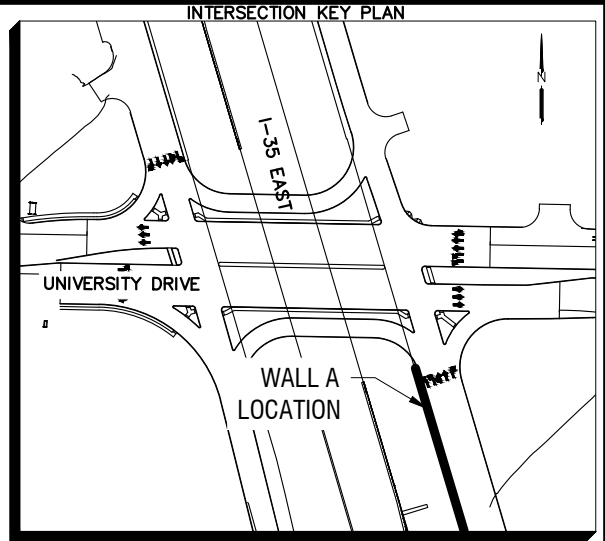 INTERSECTION KEY PLAN
N
I-35 EAST
UNIVERSITY DRIVE
WALL A
LOCATION